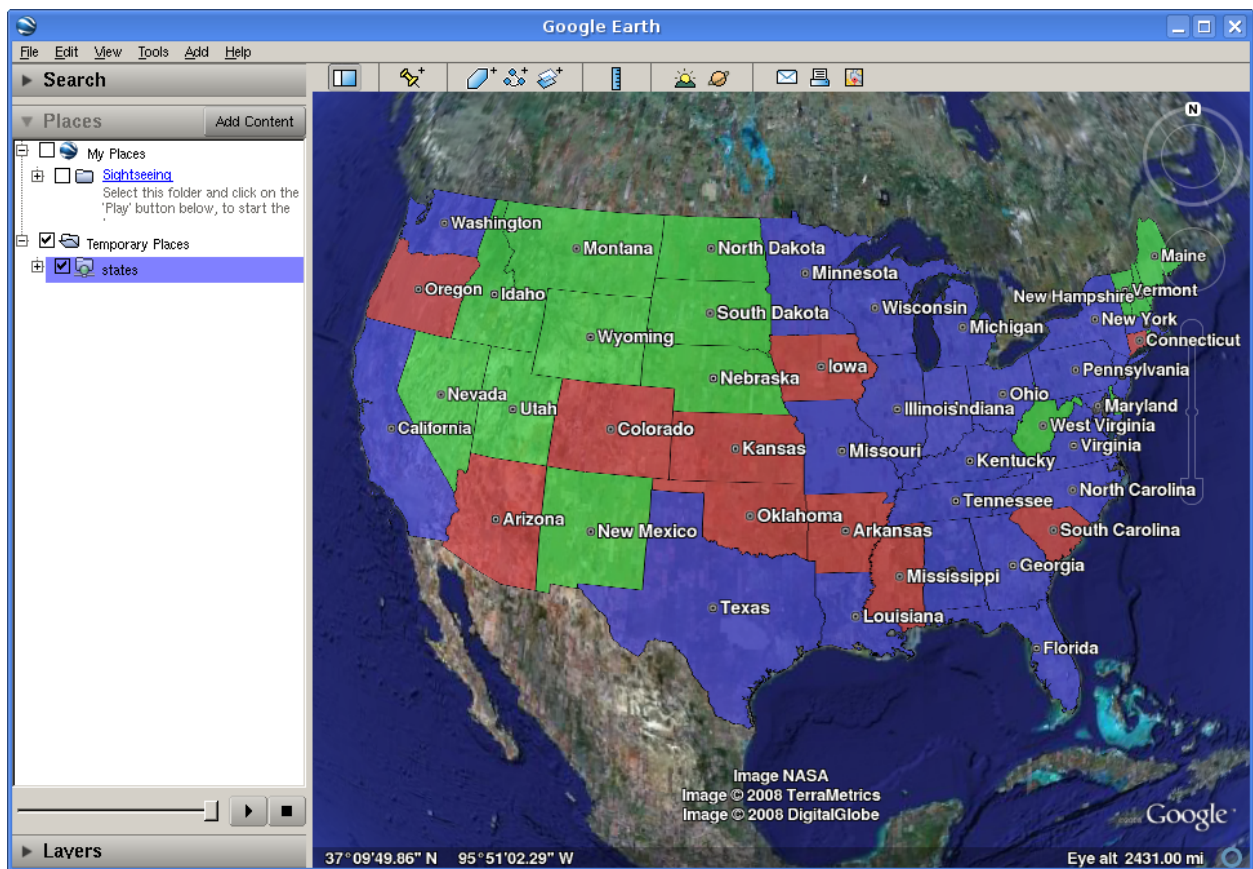 Google Earth
File Edit View Tools Add Help
Search
Places
Add Content
My Places
Sightseeing
Select this folder and click on the
'Play' button below, to start the
Temporary Places
states
Layers
N
Washington
Montana
North Dakota
Minnesota
Maine
Oregon
Idaho
South Dakota
Wisconsin
Michigan
New Hampshire
Vermont
New York
Wyoming
Connecticut
Nebraska
Iowa
Pennsylvania
Nevada
Utah
Illinois
Indiana
Ohio
Maryland
California
Colorado
Kansas
Missouri
West Virginia
Virginia
Kentucky
Arizona
New Mexico
Oklahoma
Arkansas
Tennessee
North Carolina
South Carolina
Texas
Mississippi
Georgia
Louisiana
Florida
Image NASA
Image © 2008 TerraMetrics
Image © 2008 DigitalGlobe
Google
37°09'49.86" N 95°51'02.29" W
Eye alt 2431.00 mi